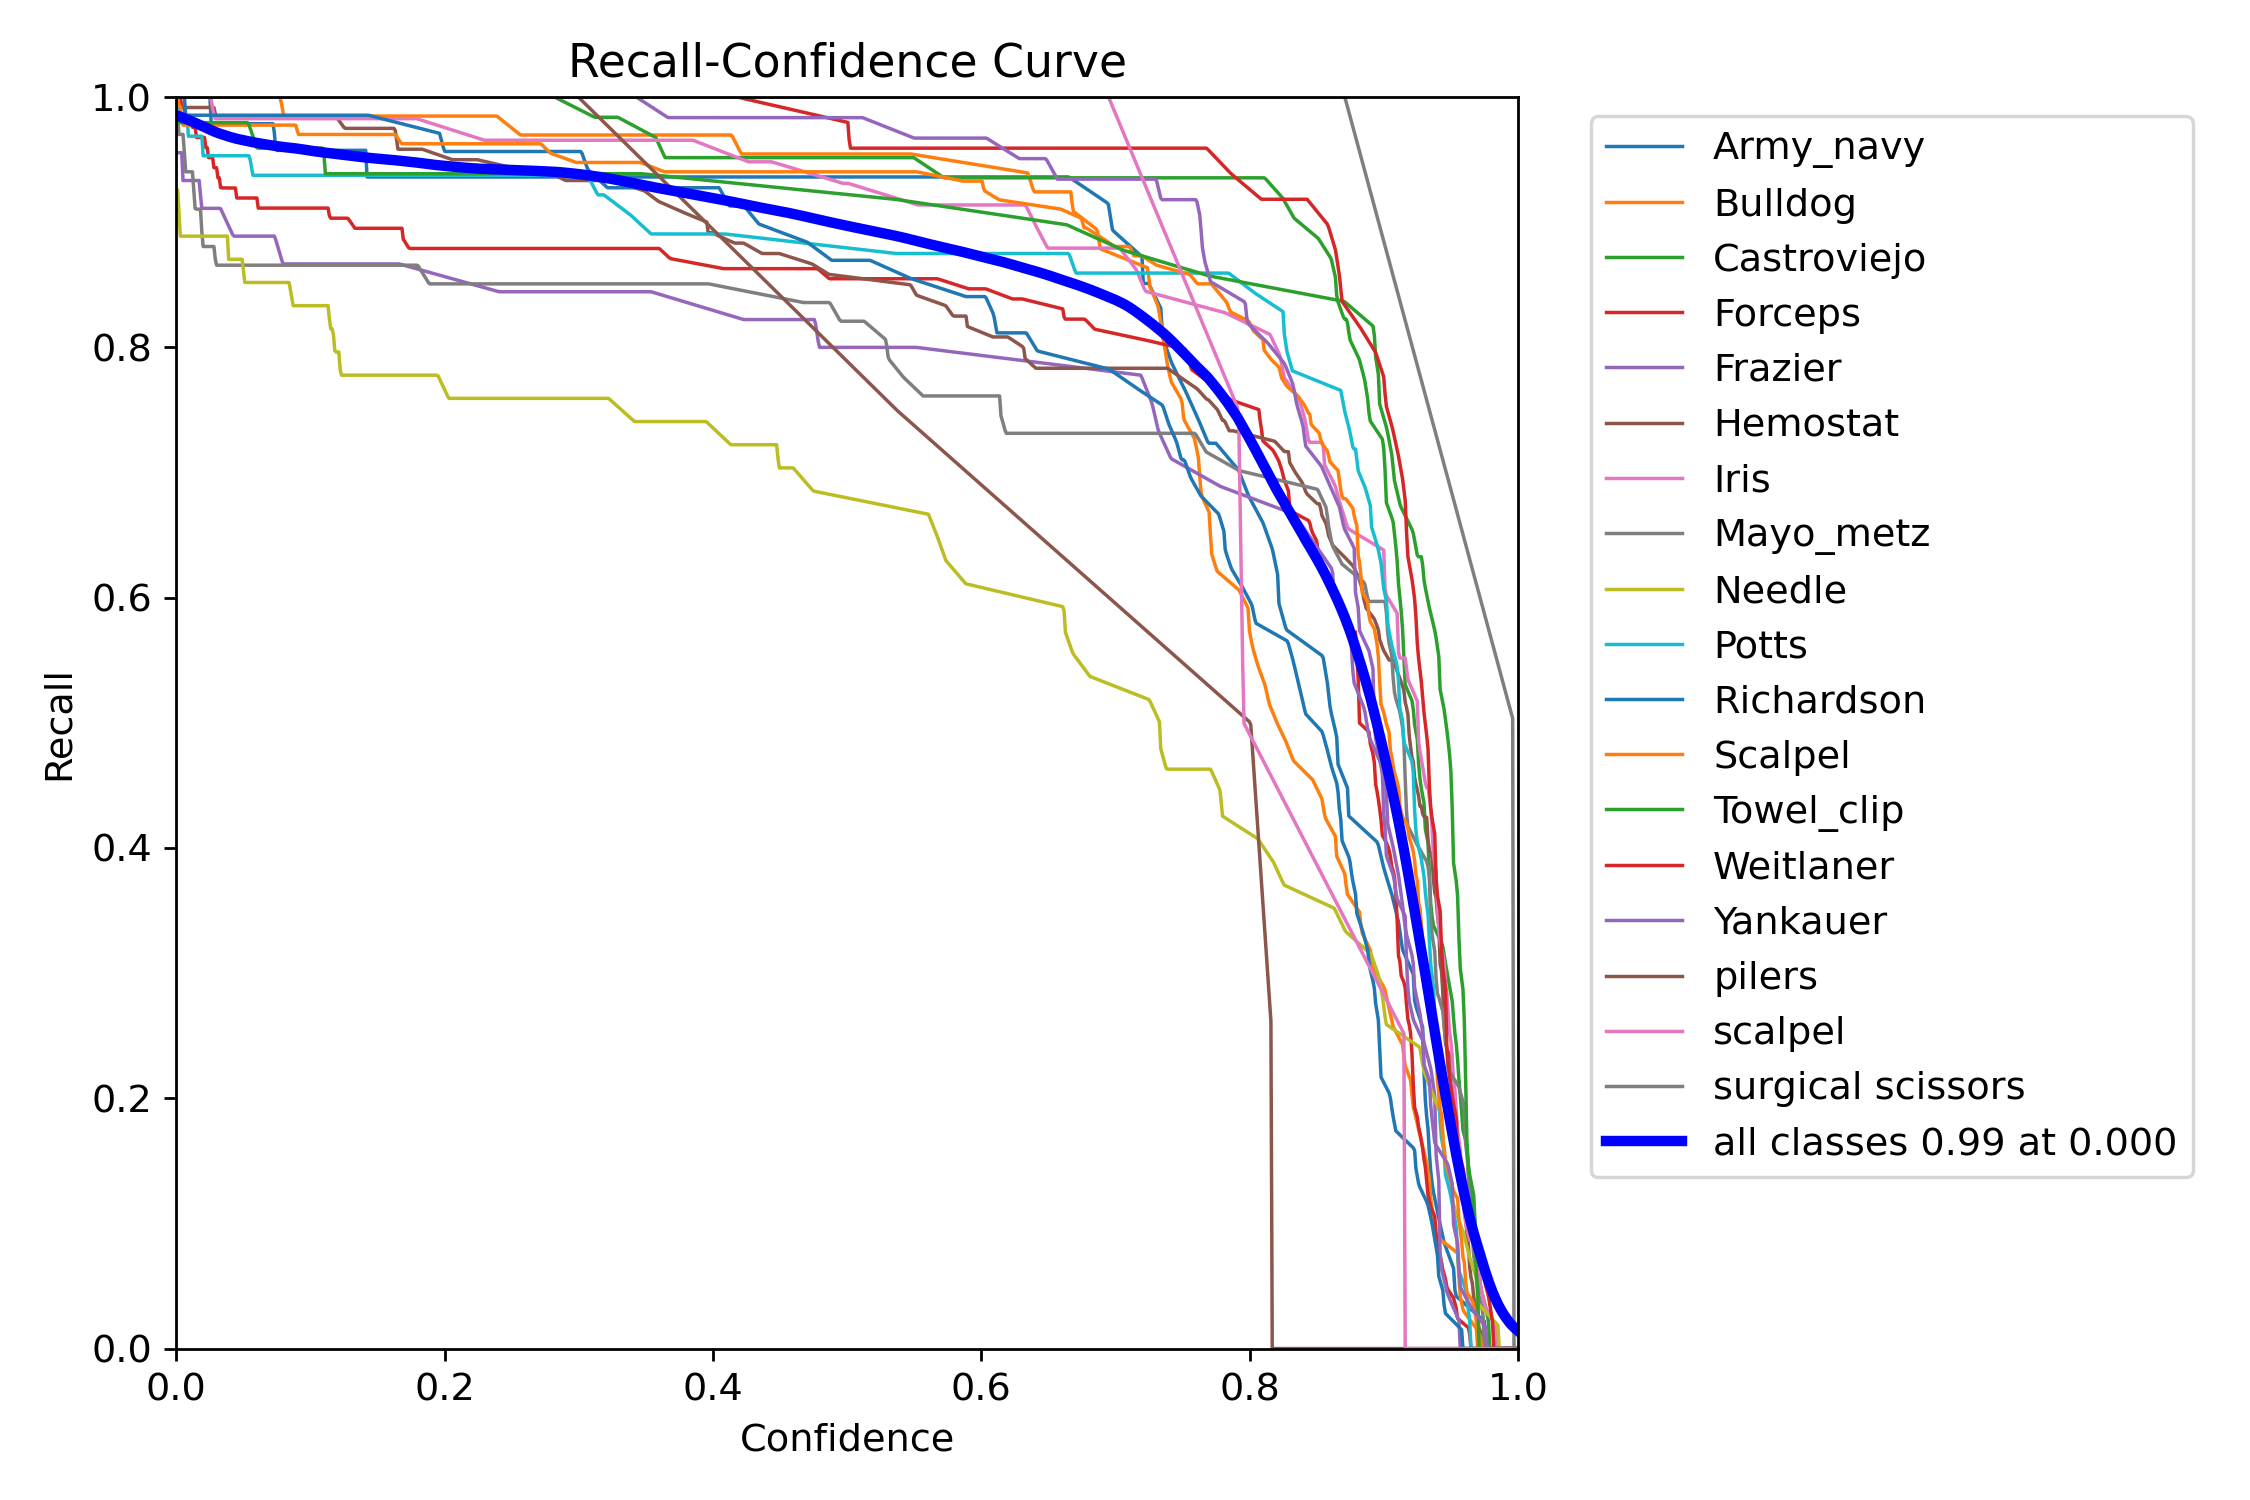 Recall-Confidence Curve
1.0
0.8
0.6
0.4
0.2
0.0
Recall
0.0 0.2 0.4 0.6 0.8 1.0
Confidence
Army_navy
Bulldog
Castroviejo
Forceps
Frazier
Hemostat
Iris
Mayo_metz
Needle
Potts
Richardson
Scalpel
Towel_clip
Weitlaner
Yankauer
pilers
scalpel
surgical scissors
all classes 0.99 at 0.000